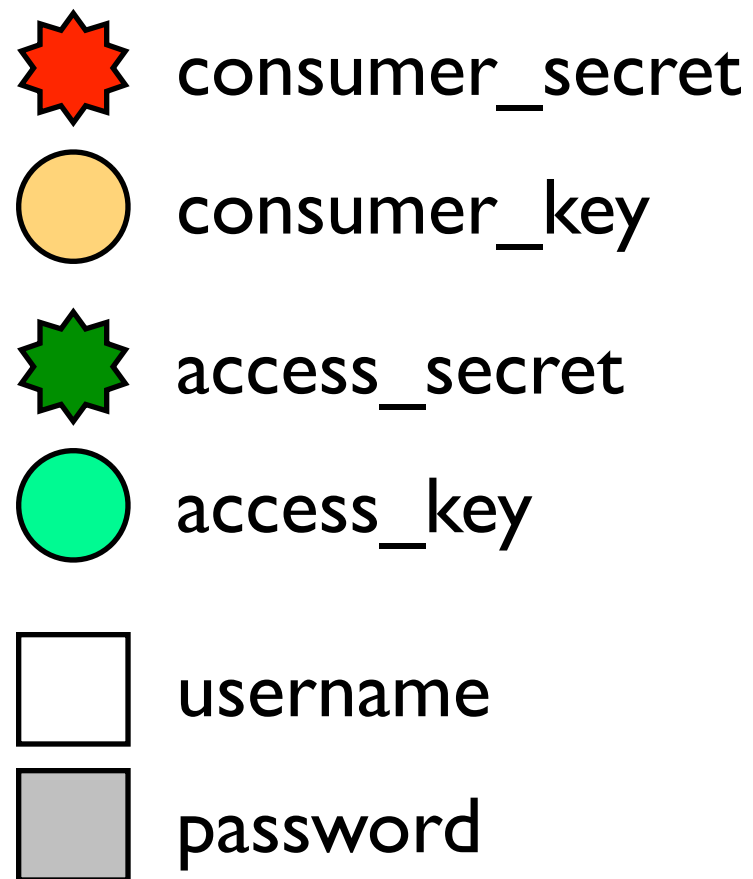 consumer_secret
consumer_key
access_secret
access_key
username
password